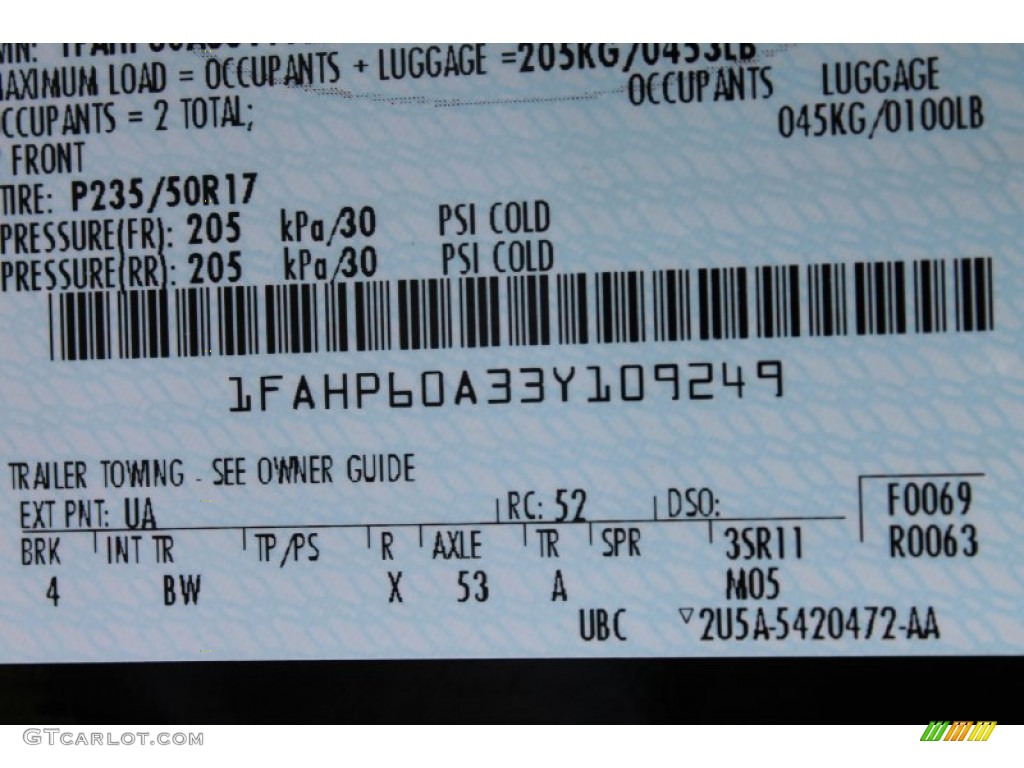 MAXIMUM LOAD = OCCUPANTS + LUGGAGE =205KG/0453LB
OCCUPANTS LUGGAGE
OCCUPANTS = 2 TOTAL; 045KG/0100LB
FRONT
TIRE: P235/50R17
PRESSURE(FR): 205 kPa/30 PSI COLD
PRESSURE(RR): 205 kPa/30 PSI COLD
1FAHP60A33Y109249
TRAILER TOWING - SEE OWNER GUIDE
EXT PNT: UA RC: 52 DSO: F0069
BRK INT TR TP/PS R AXLE TR SPR 3SR11 R0063
4 BW X 53 A M05
UBC ▽2U5A-5420472-AA
GTCARLOT.COM